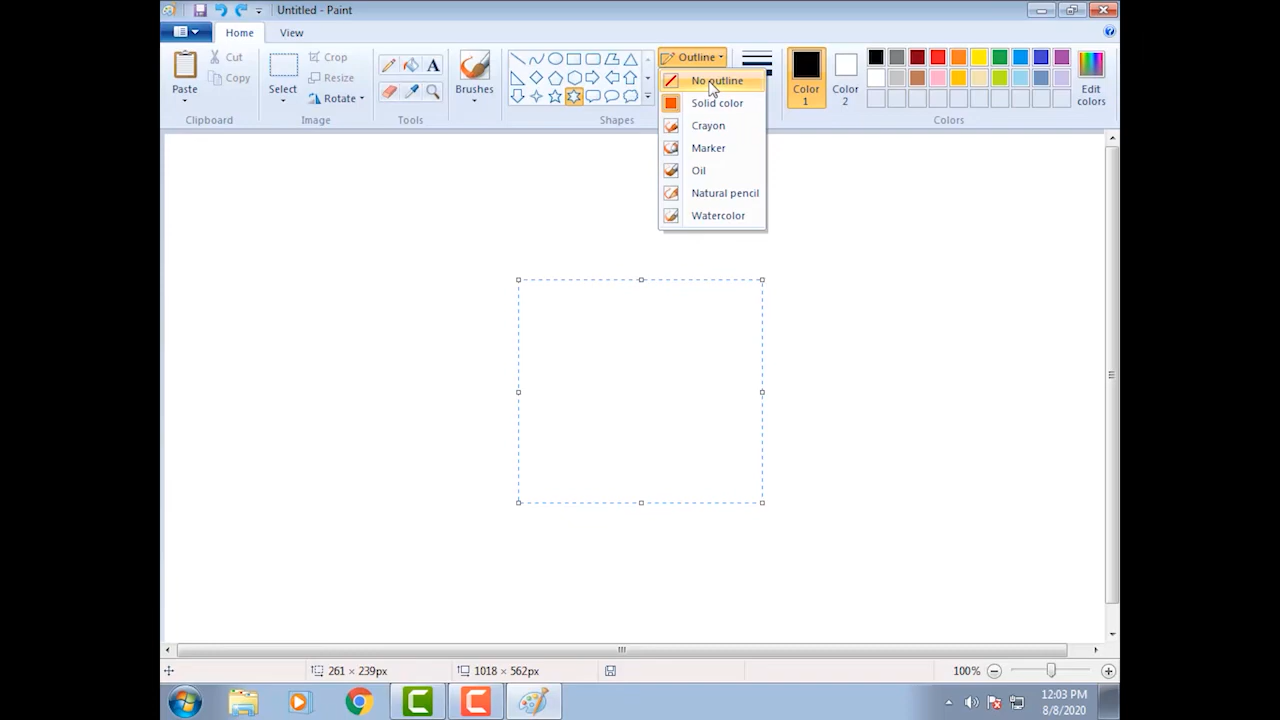 Untitled - Paint
Home
View
Paste
Cut
Copy
Clipboard
Select
Crop
Resize
Rotate
Image
A
Tools
Brushes
Shapes
Outline
No outline
Solid color
Crayon
Marker
Oil
Natural pencil
Watercolor
Color
1
Color
2
Edit
colors
Colors
261 × 239px
1018 × 562px
100%
12:03 PM
8/8/2020